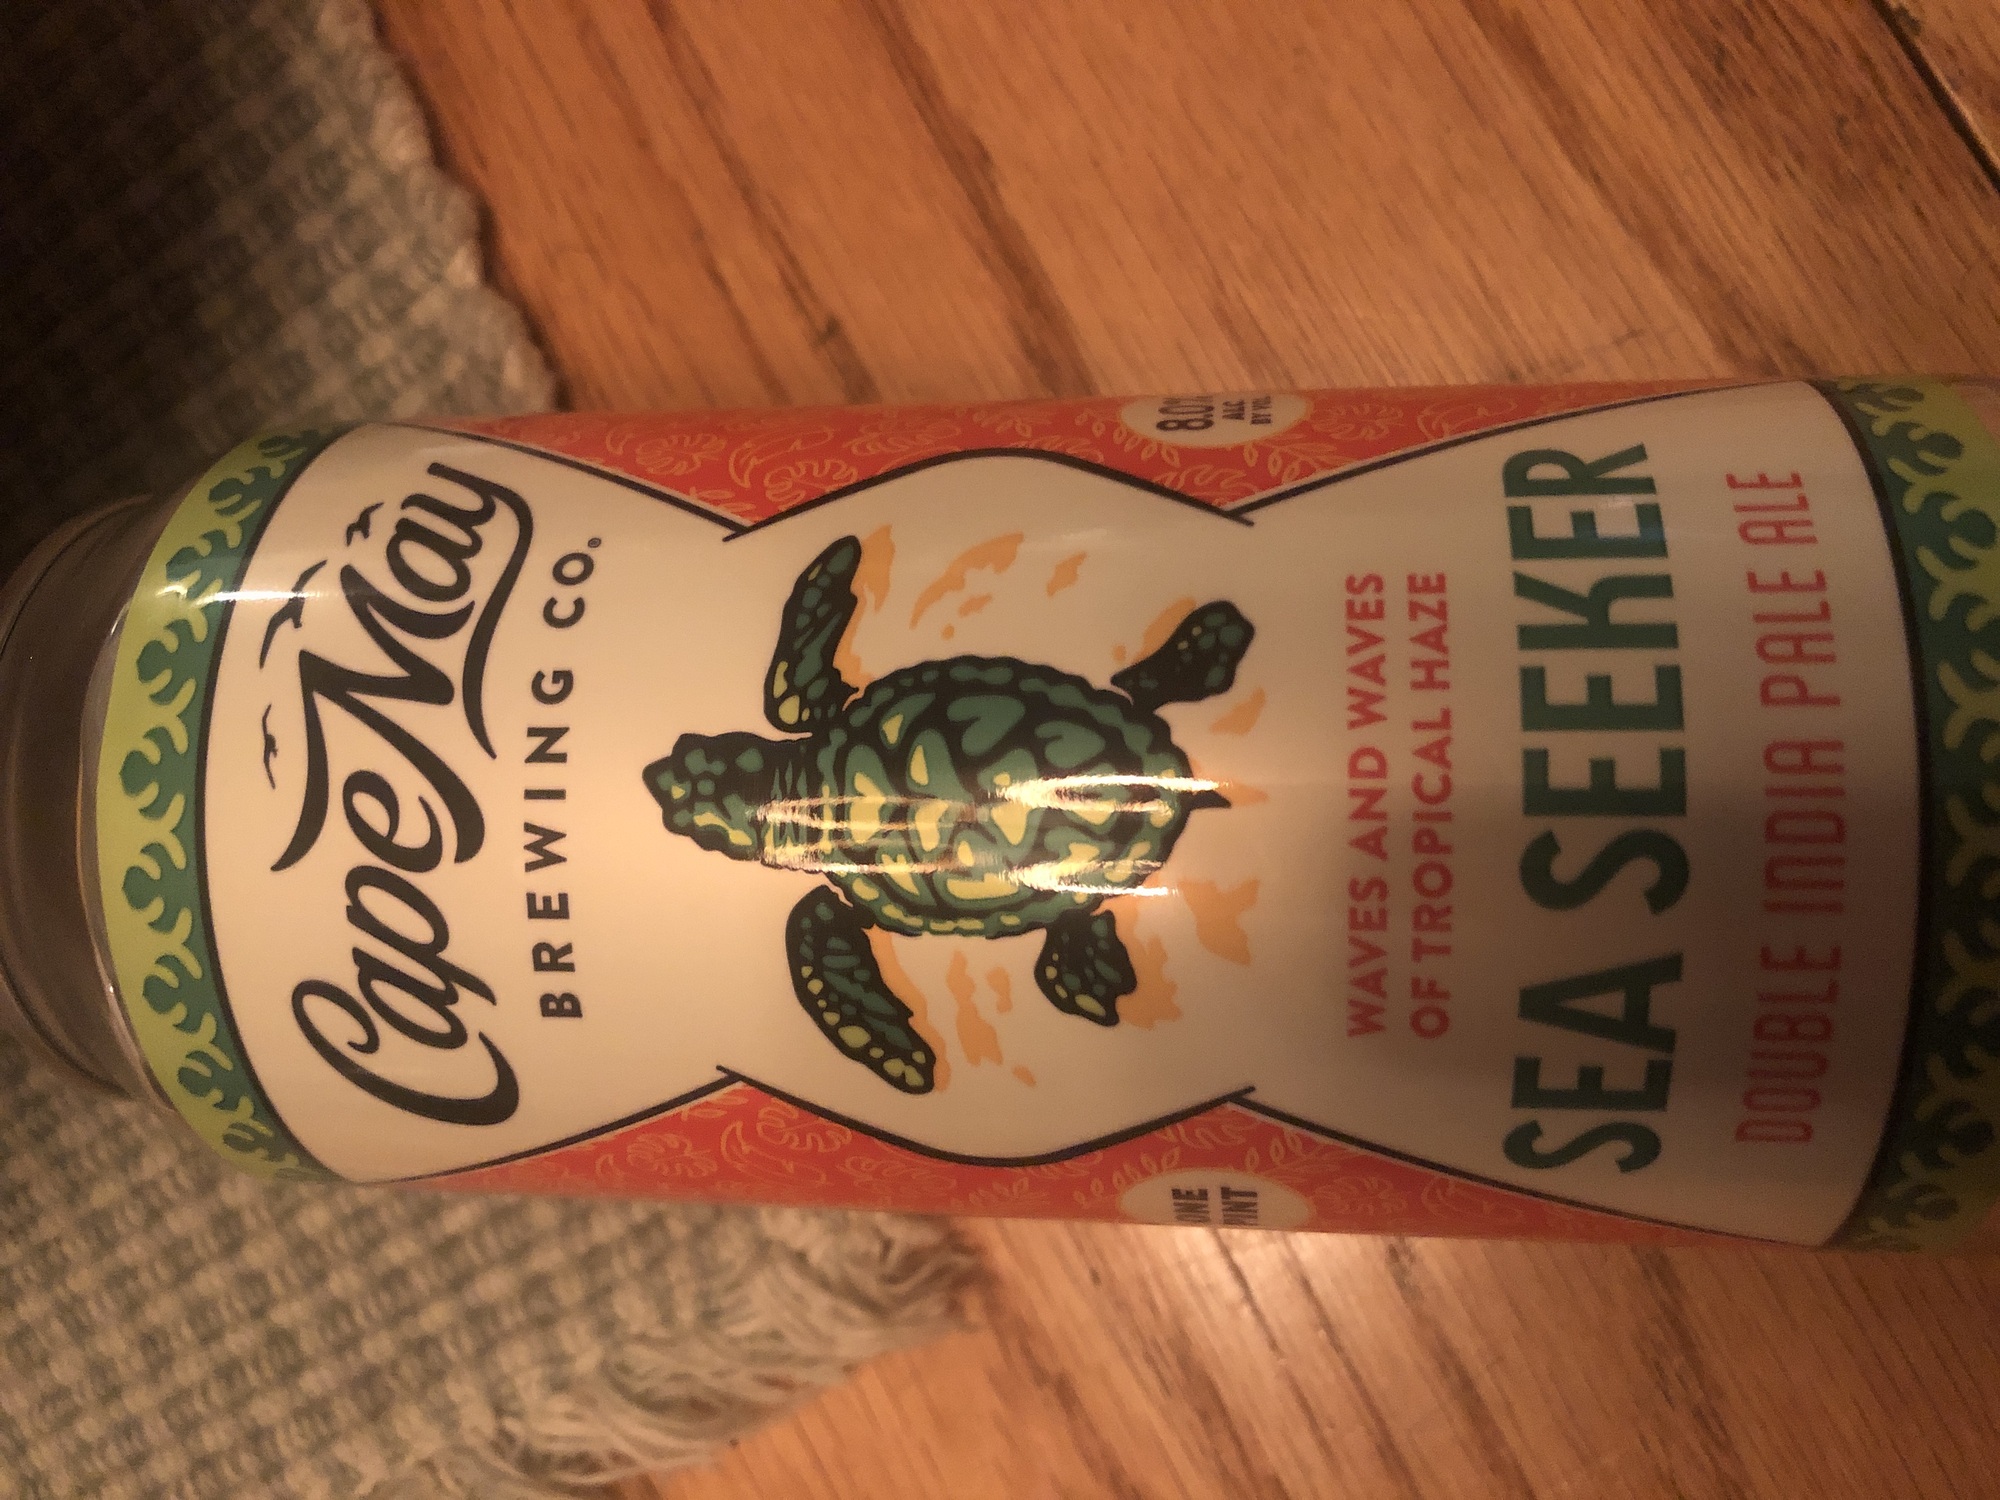 Cape May
BREWING CO.
8.0%
ALC
BY VOL
ONE
PINT
WAVES AND WAVES
OF TROPICAL HAZE
SEA SEEKER
DOUBLE INDIA PALE ALE